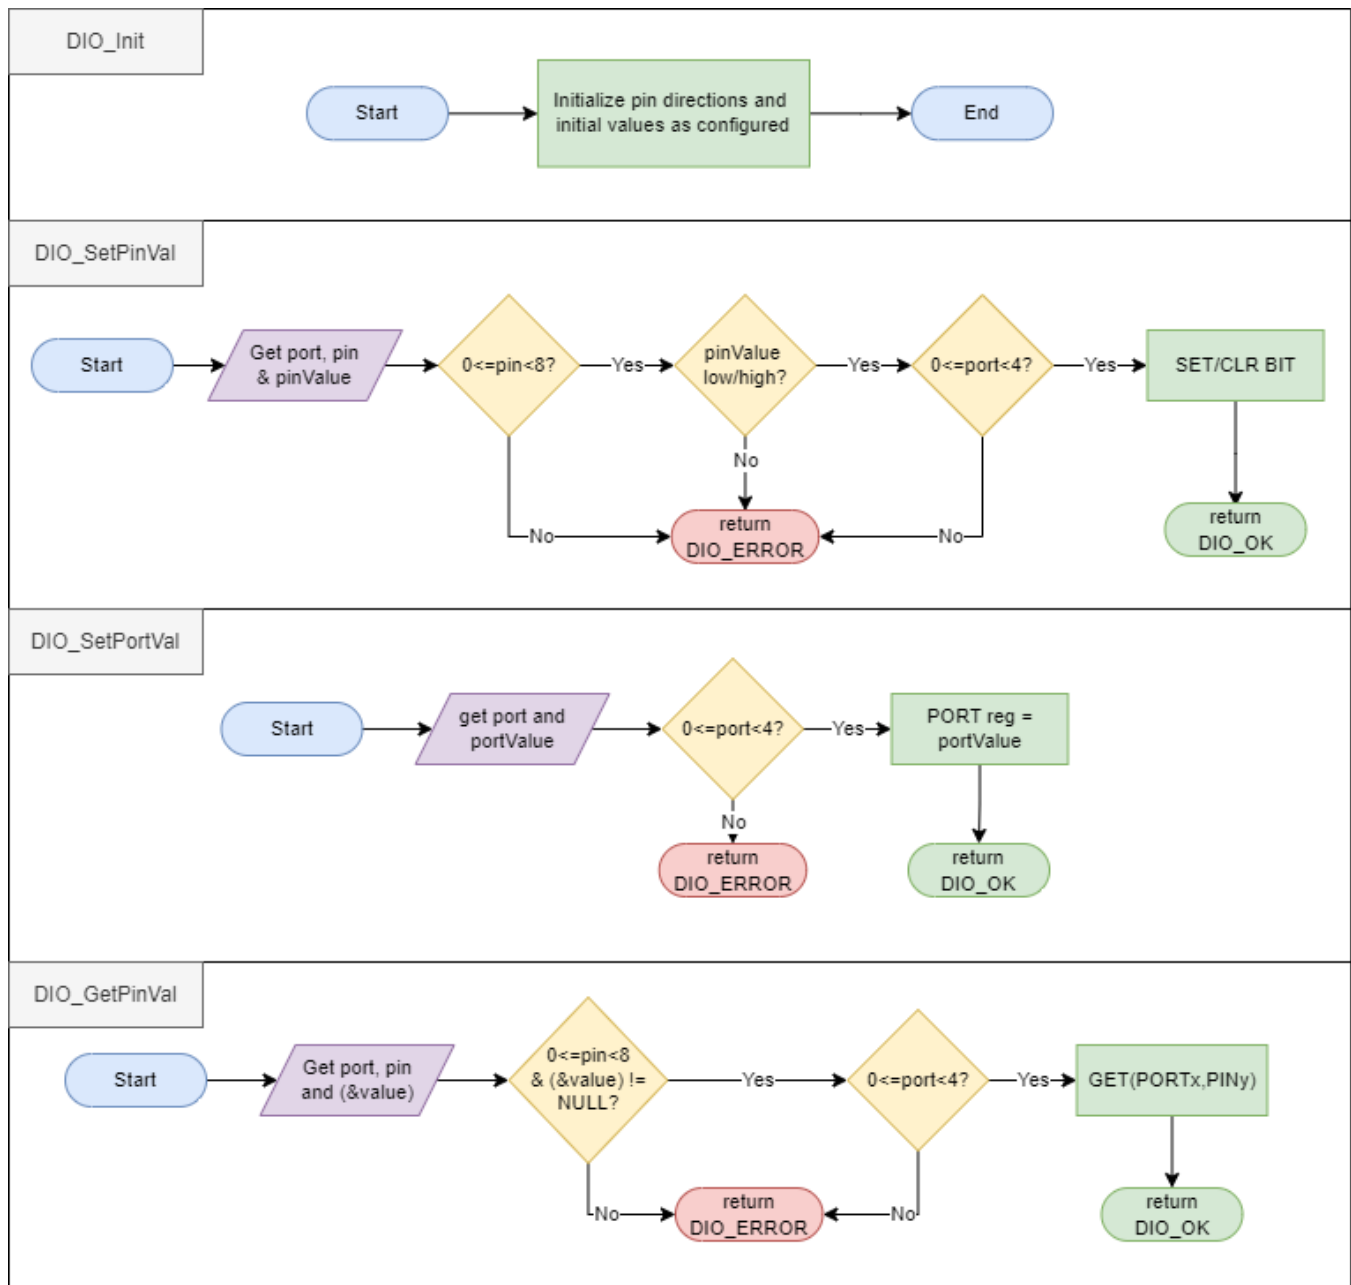 DIO_Init
Start
Initialize pin directions and
initial values as configured
End
DIO_SetPinVal
Start
Get port, pin
& pinValue
0<=pin<8?
Yes
pinValue
low/high?
Yes
0<=port<4?
Yes
SET/CLR BIT
No
No
No
return
DIO_ERROR
return
DIO_OK
DIO_SetPortVal
Start
get port and
portValue
0<=port<4?
Yes
PORT reg =
portValue
No
return
DIO_ERROR
return
DIO_OK
DIO_GetPinVal
Start
Get port, pin
and (&value)
0<=pin<8
& (&value) !=
NULL?
Yes
0<=port<4?
Yes
GET(PORTx,PINy)
No
No
return
DIO_ERROR
return
DIO_OK